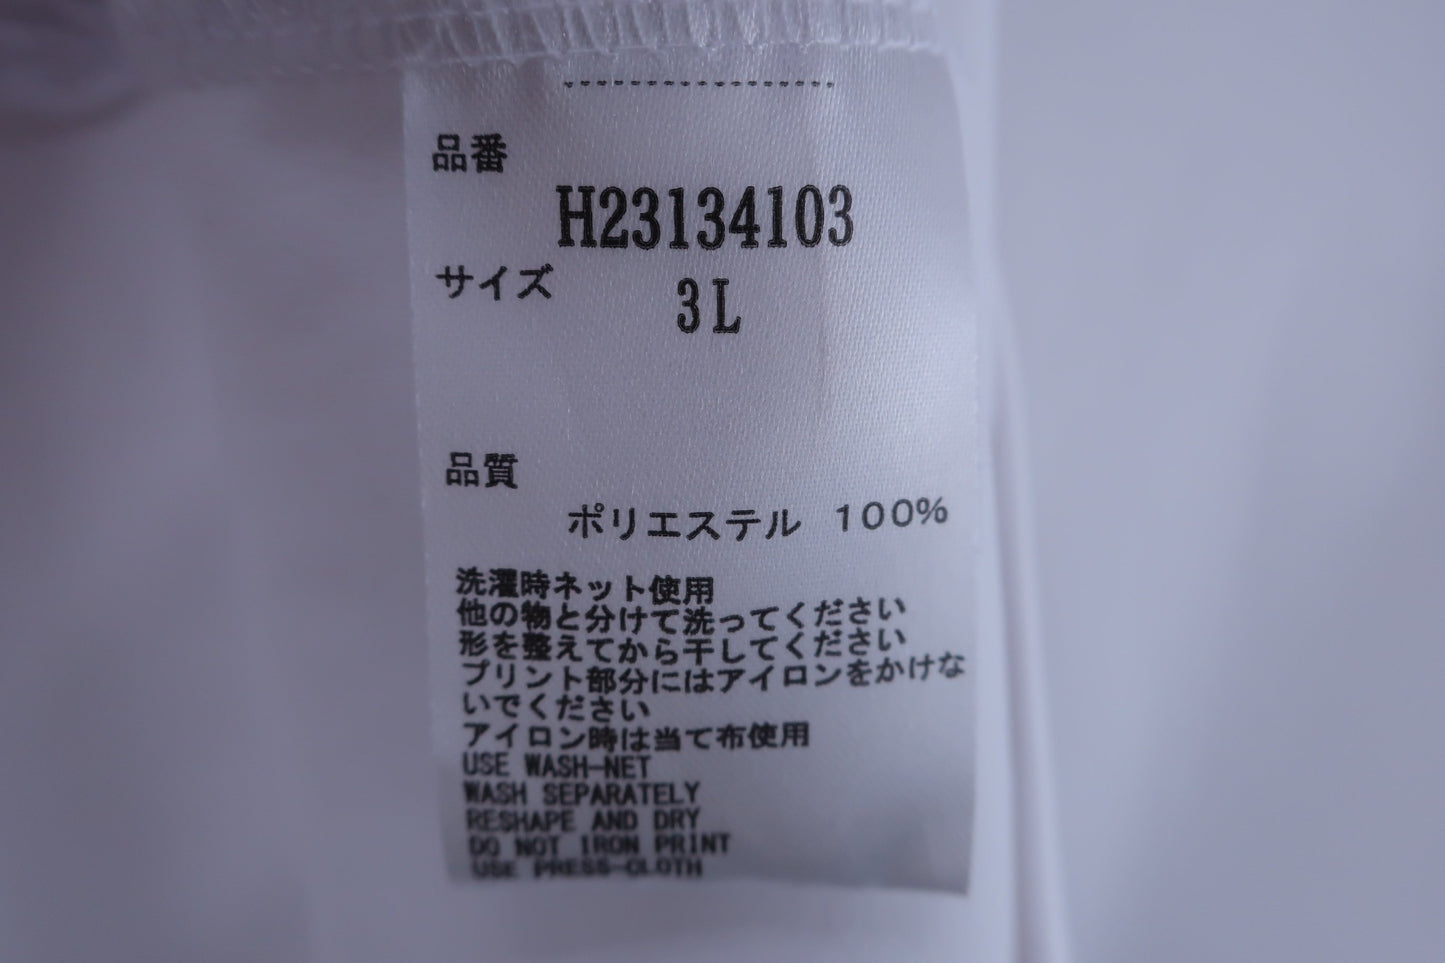 品番
H23134103
サイズ
3L
品質
ポリエステル 100%
洗濯時ネット使用
他の物と分けて洗ってください
形を整えてから干してください
プリント部分にはアイロンをかけな
いでください
アイロン時は当て布使用
USE WASH-NET
WASH SEPARATELY
RESHAPE AND DRY
DO NOT IRON PRINT
USE PRESS-CLOTH